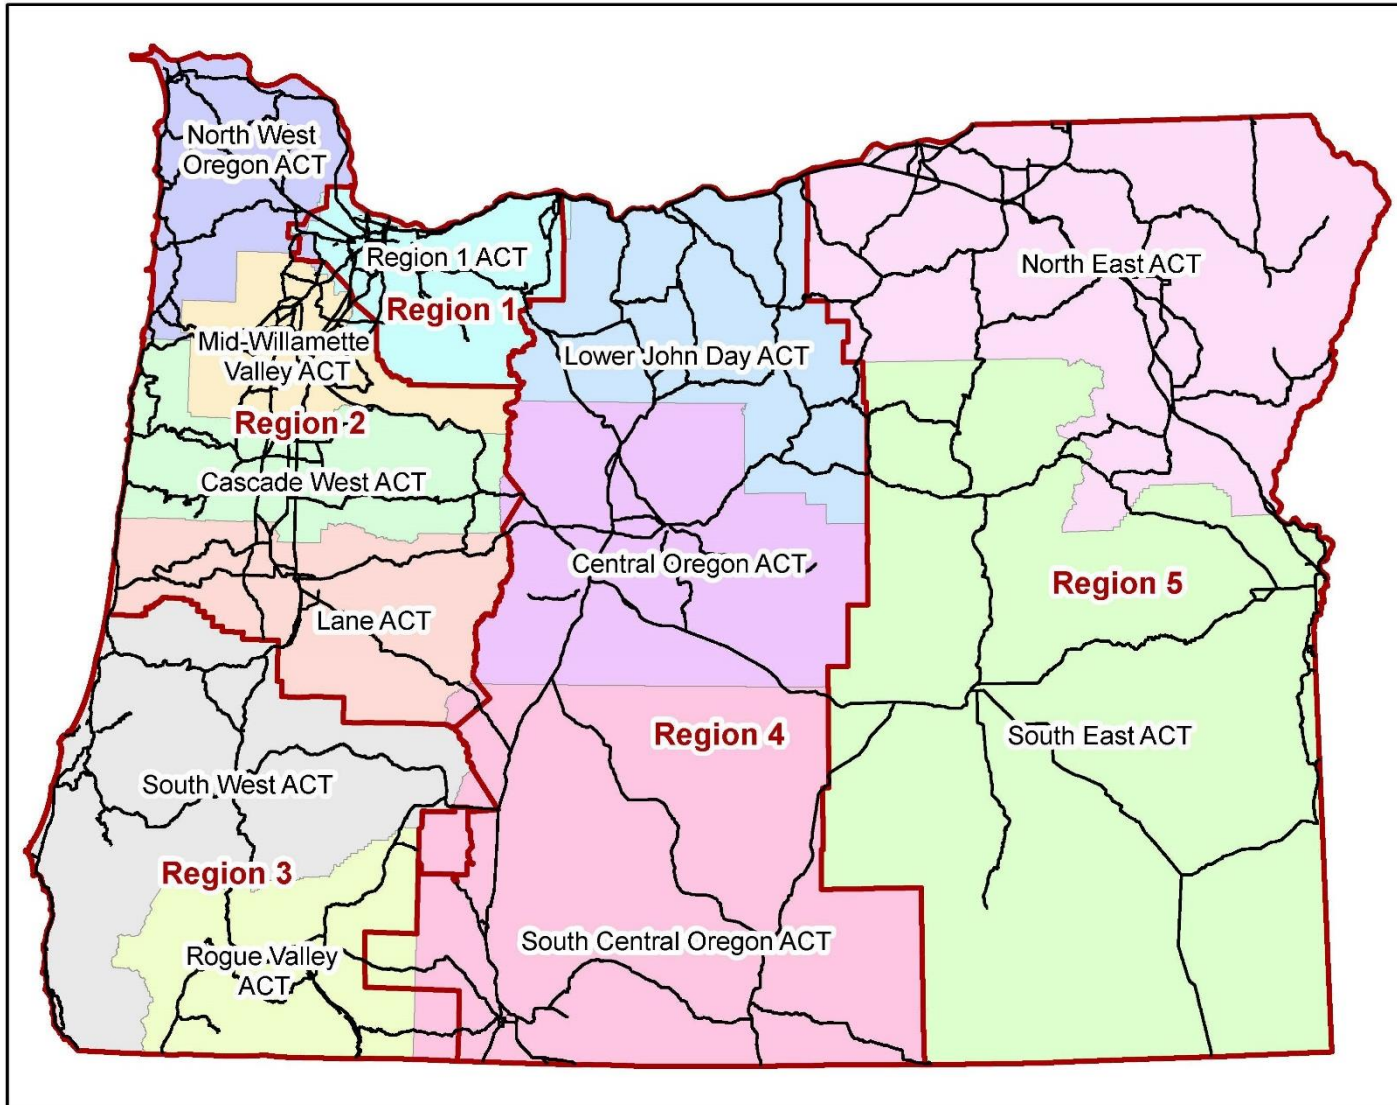 North West
Oregon ACT
Region 1 ACT
Region 1
North East ACT
Mid-Willamette
Valley ACT
Lower John Day ACT
Region 2
Cascade West ACT
Central Oregon ACT
Region 5
Lane ACT
Region 4
South East ACT
South West ACT
Region 3
South Central Oregon ACT
Rogue Valley
ACT